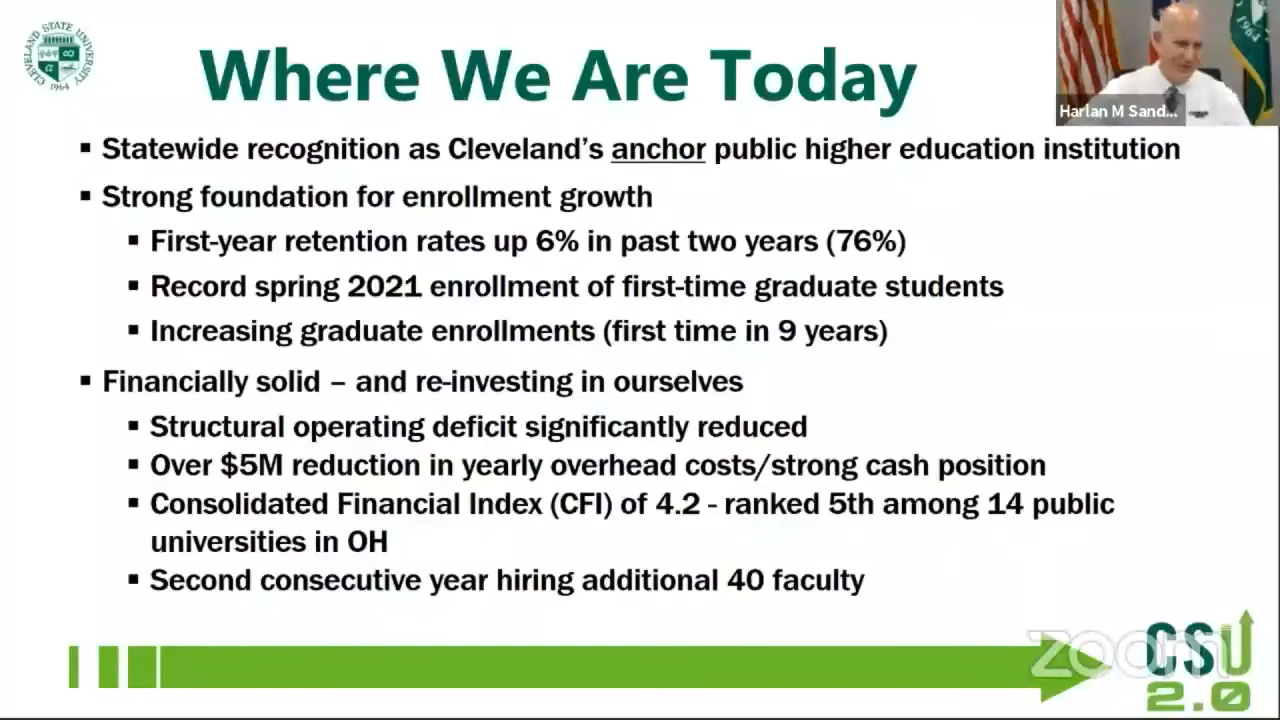 CLEVELAND STATE UNIVERSITY
1964
Where We Are Today
1964
Harlan M Sand...
▪ Statewide recognition as Cleveland's anchor public higher education institution
▪ Strong foundation for enrollment growth
▪ First-year retention rates up 6% in past two years (76%)
▪ Record spring 2021 enrollment of first-time graduate students
▪ Increasing graduate enrollments (first time in 9 years)
▪ Financially solid – and re-investing in ourselves
▪ Structural operating deficit significantly reduced
▪ Over $5M reduction in yearly overhead costs/strong cash position
▪ Consolidated Financial Index (CFI) of 4.2 - ranked 5th among 14 public
universities in OH
▪ Second consecutive year hiring additional 40 faculty
zoom
CSU
2.0